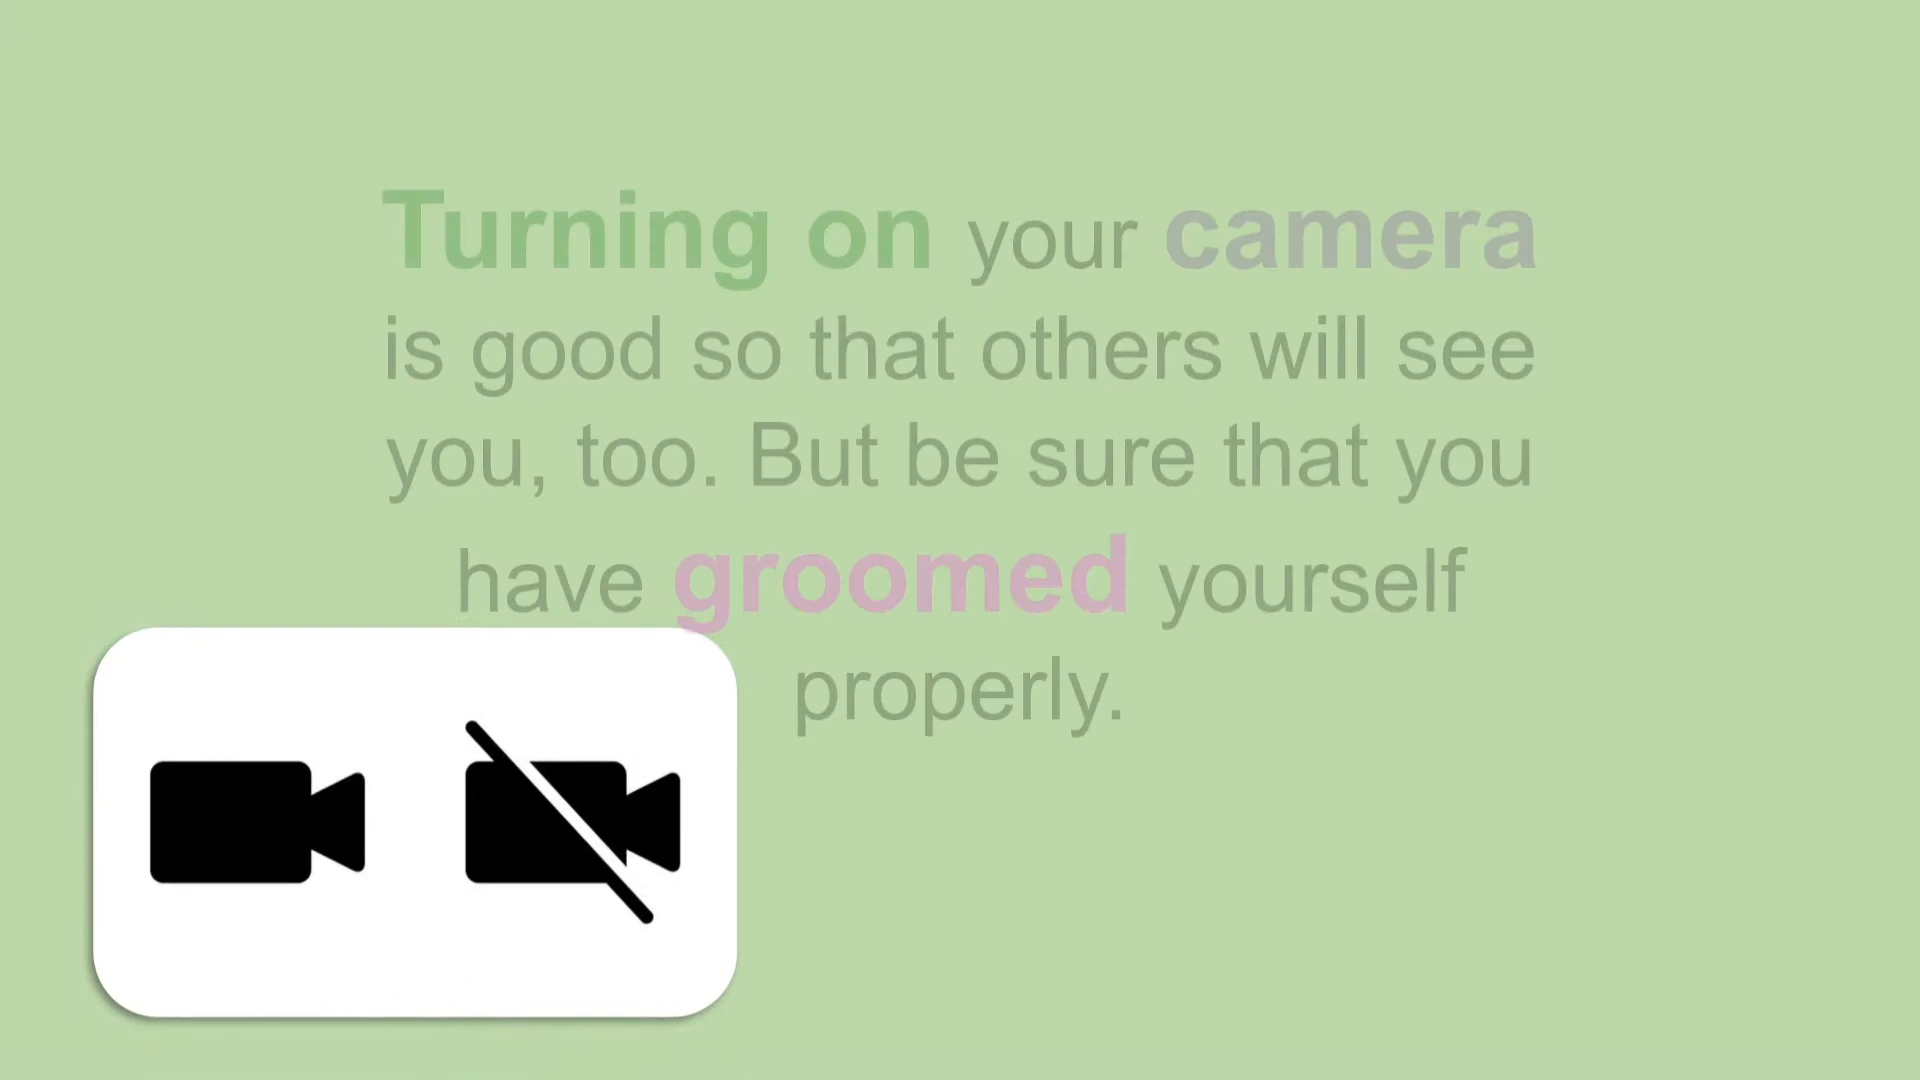 Turning on your camera
is good so that others will see
you, too. But be sure that you
have groomed yourself
properly.